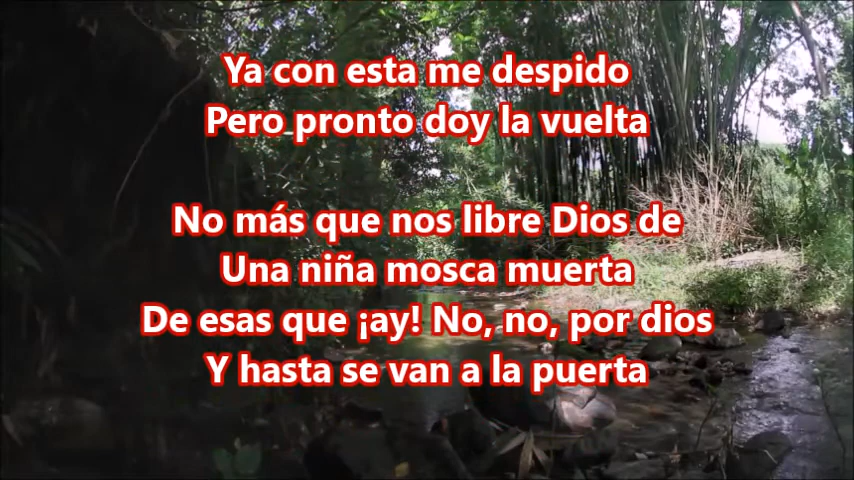 Ya con esta me despido
Pero pronto doy la vuelta
No más que nos libre Dios de
Una niña mosca muerta
De esas que ¡ay! No, no, por dios
Y hasta se van a la puerta